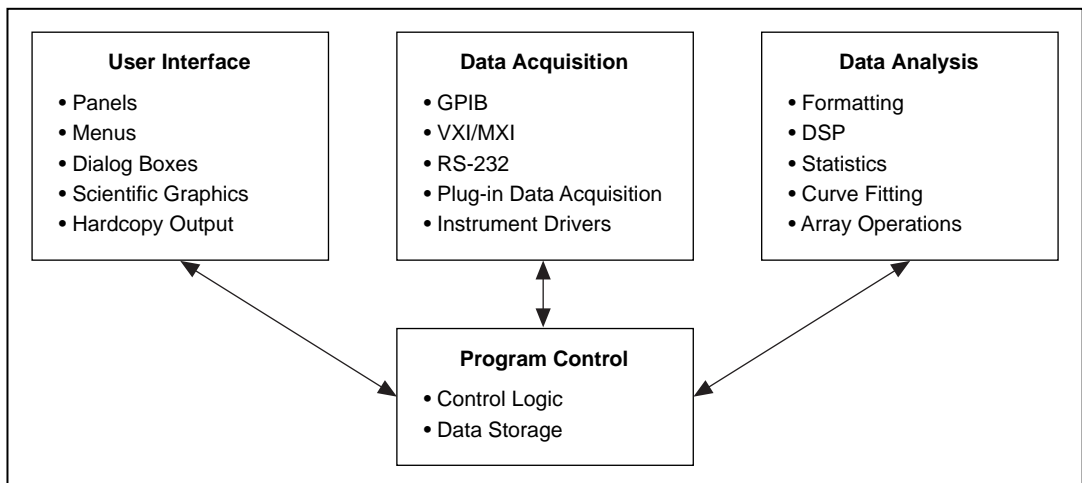 User Interface
• Panels
• Menus
• Dialog Boxes
• Scientific Graphics
• Hardcopy Output
Data Acquisition
• GPIB
• VXI/MXI
• RS-232
• Plug-in Data Acquisition
• Instrument Drivers
Data Analysis
• Formatting
• DSP
• Statistics
• Curve Fitting
• Array Operations
Program Control
• Control Logic
• Data Storage